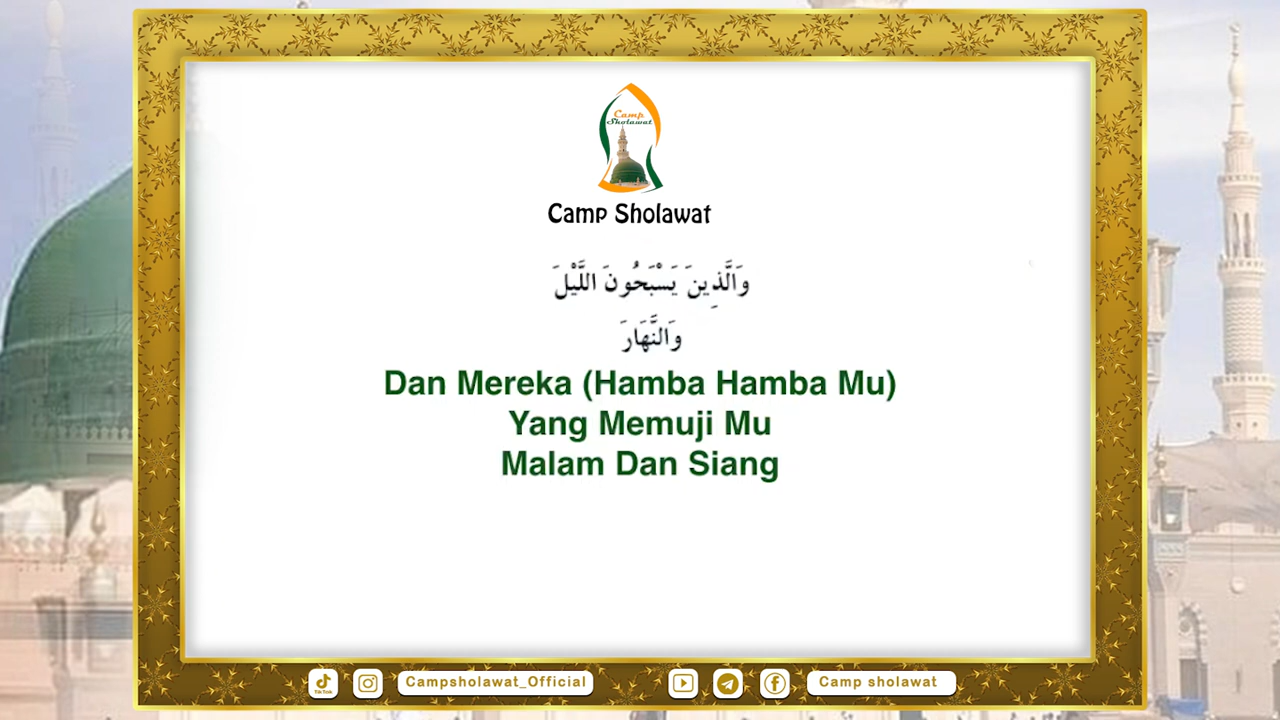 Camp
Sholawat
Camp Sholawat
وَالَّذِينَ يَسْبَحُونَ اللَّيْلَ
وَالنَّهَارَ
Dan Mereka (Hamba Hamba Mu)
Yang Memuji Mu
Malam Dan Siang
TikTok
Campsholawat_Official
Camp sholawat